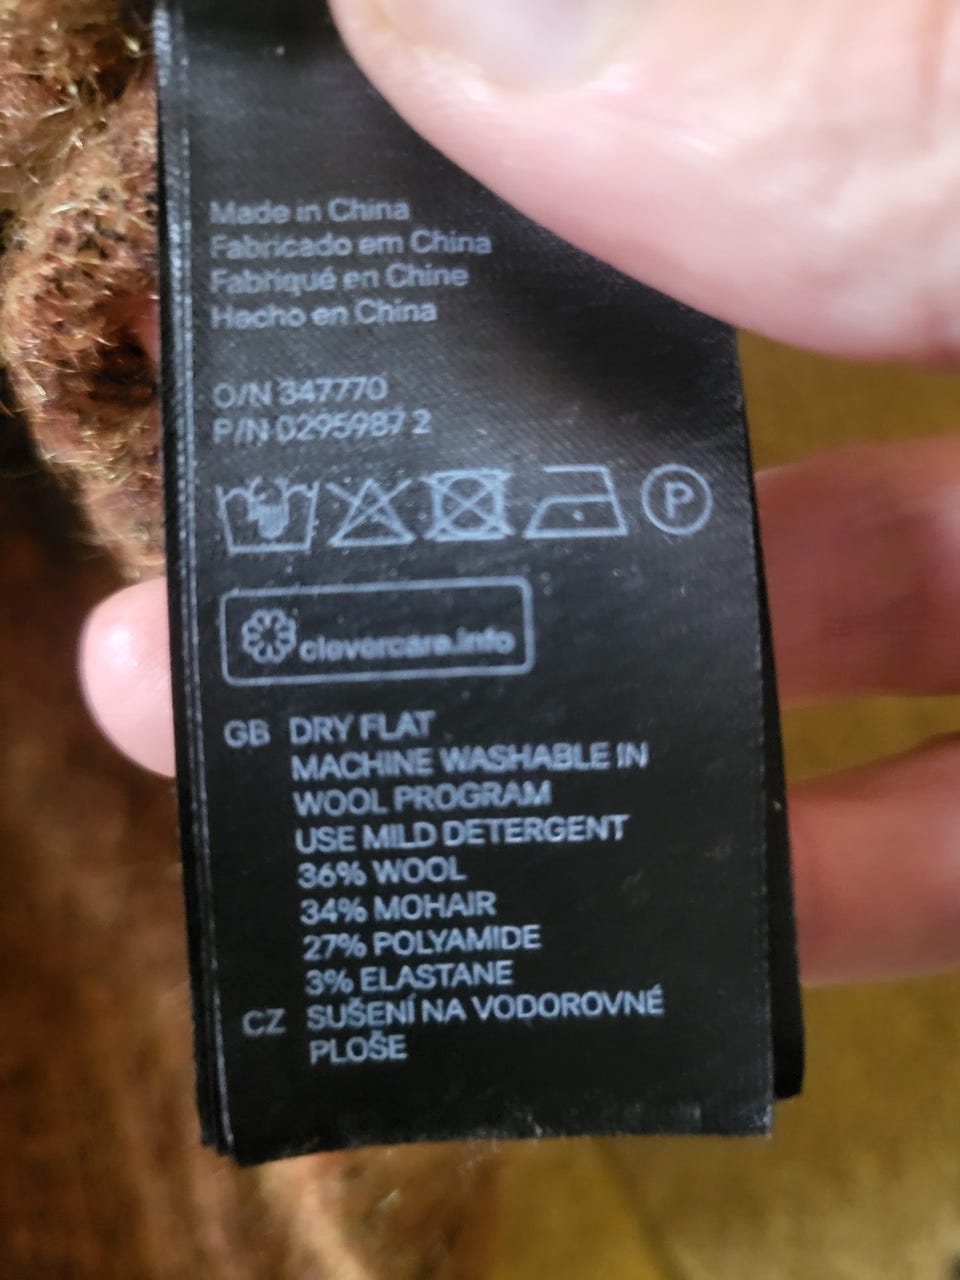 Made in China
Fabricado em China
Fabriqué en Chine
Hecho en China
O/N 347770
P/N 0295987 2
P
clevercare.info
GB DRY FLAT
MACHINE WASHABLE IN
WOOL PROGRAM
USE MILD DETERGENT
36% WOOL
34% MOHAIR
27% POLYAMIDE
3% ELASTANE
CZ SUŠENÍ NA VODOROVNÉ
PLOŠE